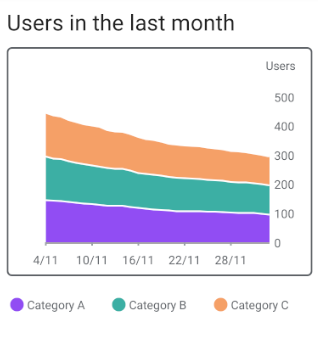 Users in the last month
Users
500
400
300
200
100
0
4/11 10/11 16/11 22/11 28/11
Category A Category B Category C